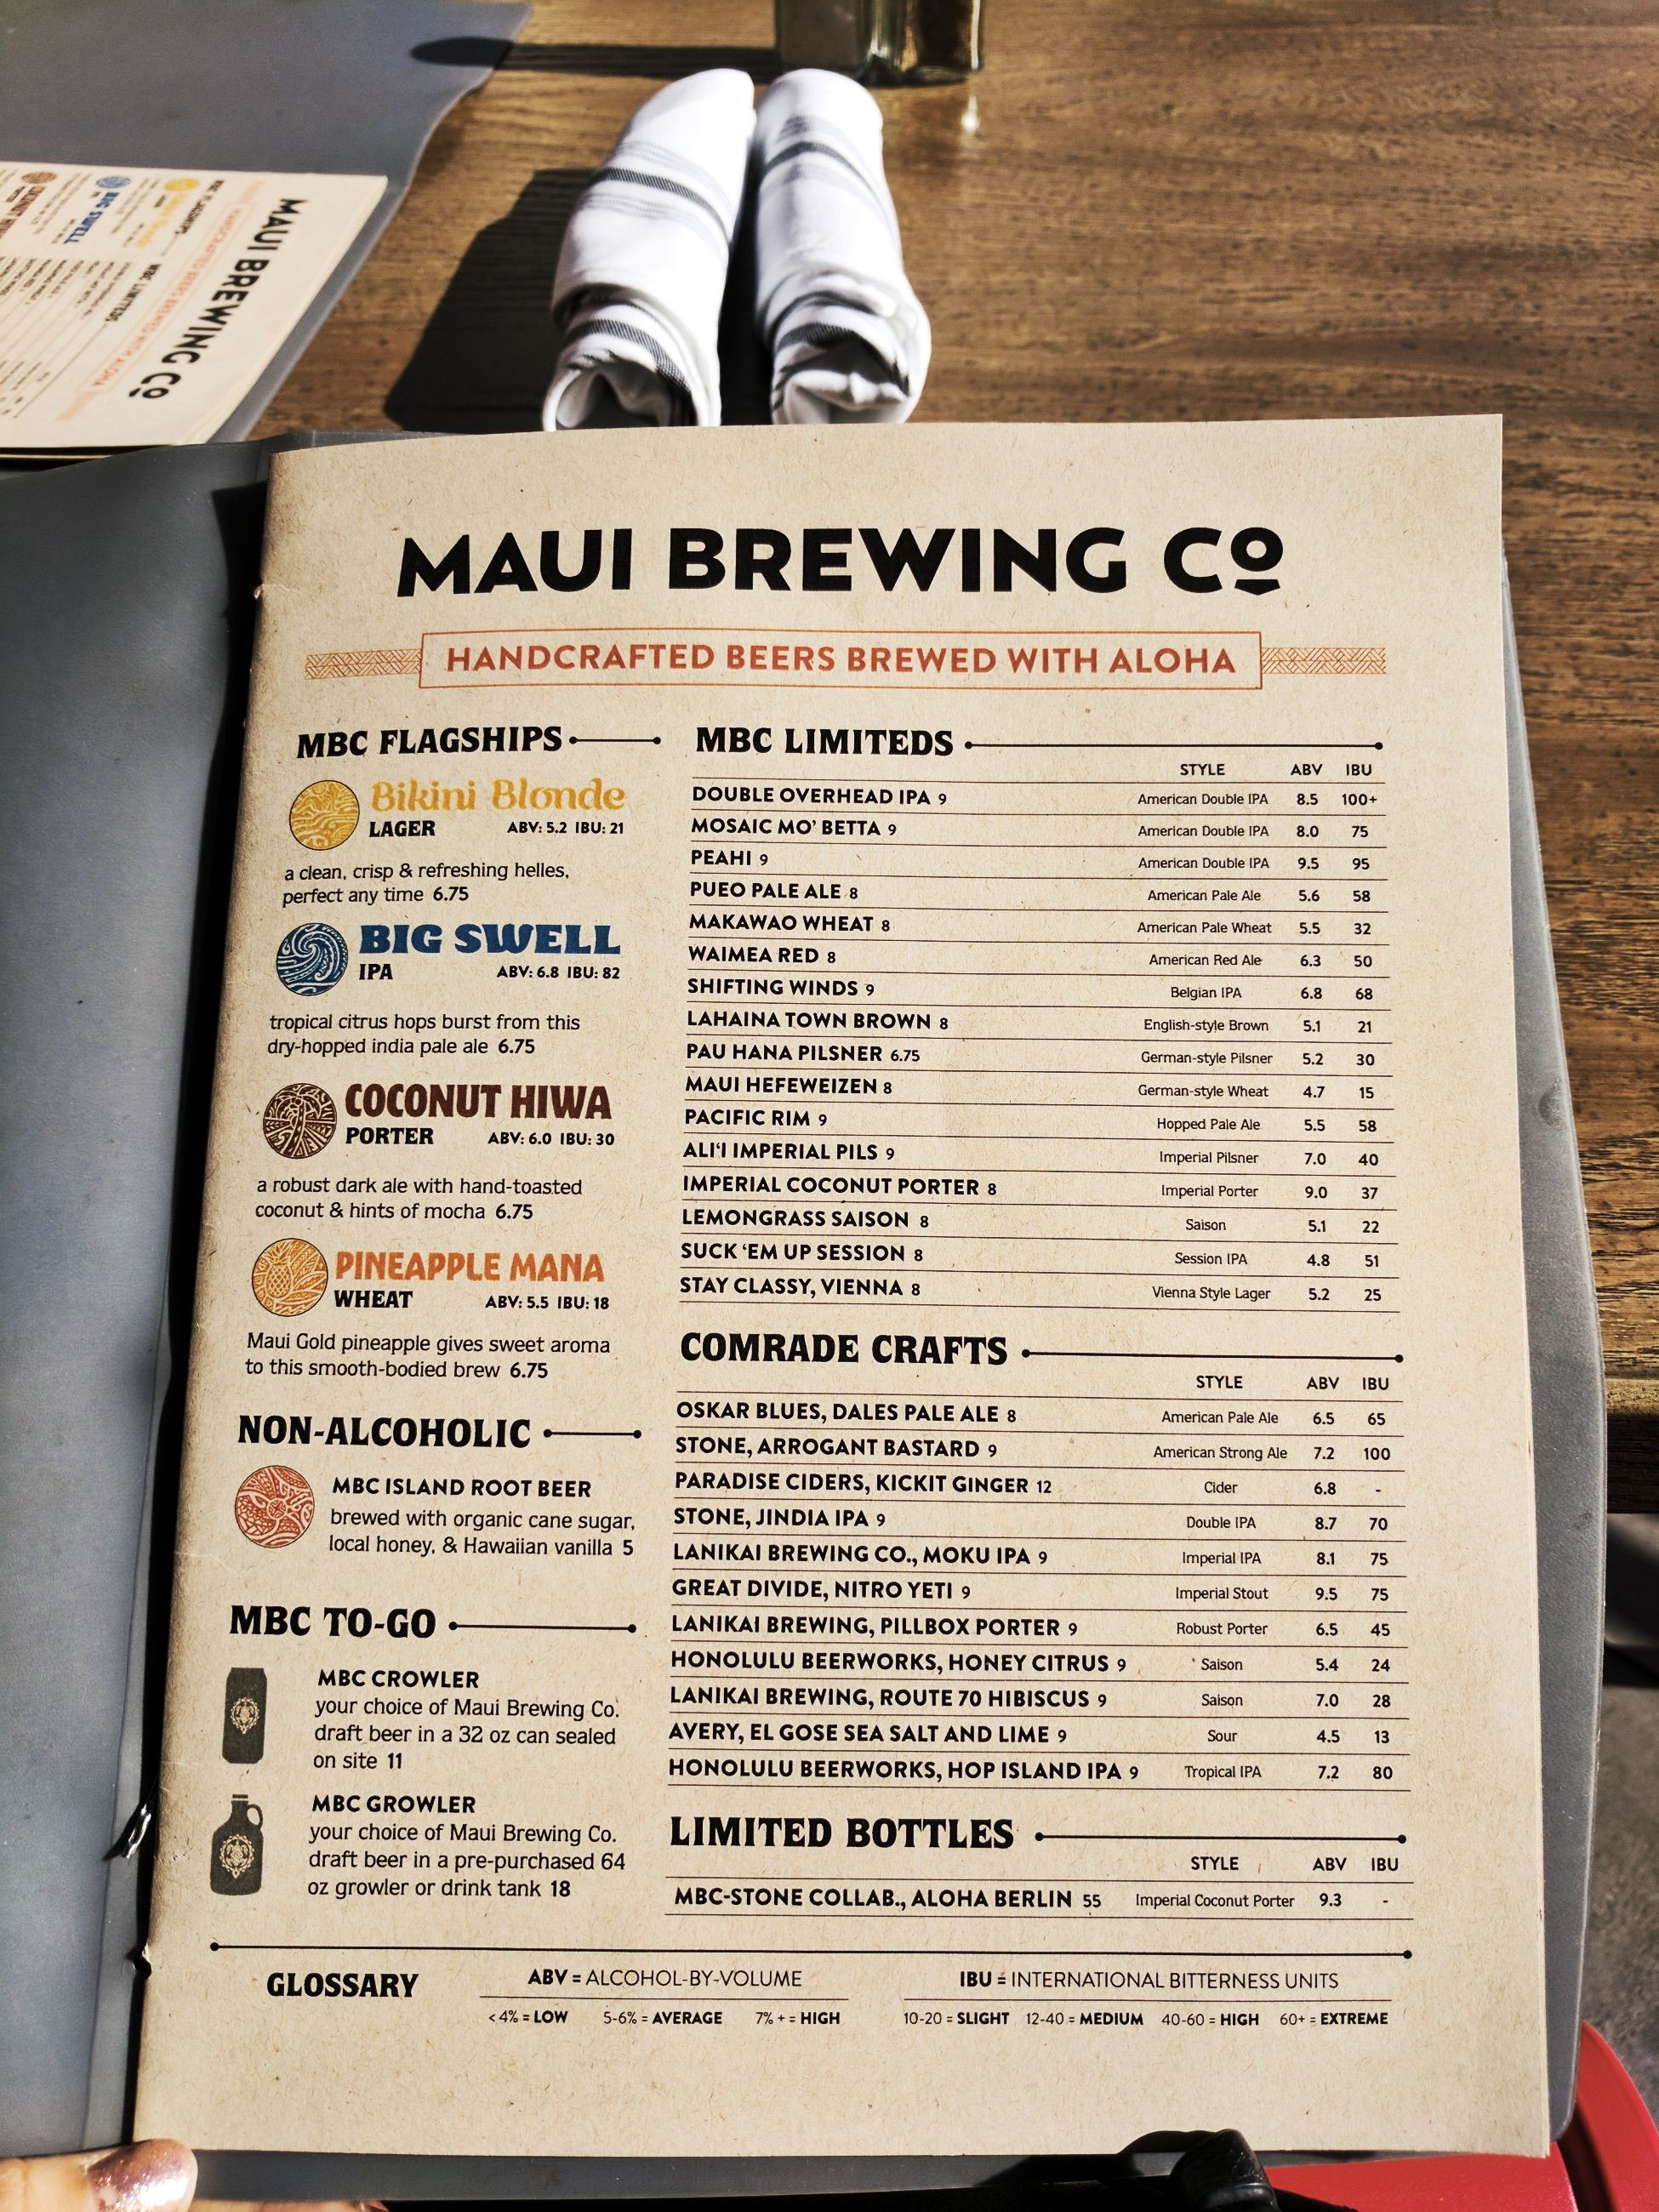 MAUI BREWING CO
HANDCRAFTED BEERS BREWED WITH ALOHA
MBC FLAGSHIPS
Bikini Blonde
LAGER ABV: 5.2 IBU: 21
a clean, crisp & refreshing helles,
perfect any time 6.75
BIG SWELL
IPA ABV: 6.8 IBU: 82
tropical citrus hops burst from this
dry-hopped india pale ale 6.75
COCONUT HIWA
PORTER ABV: 6.0 IBU: 30
a robust dark ale with hand-toasted
coconut & hints of mocha 6.75
PINEAPPLE MANA
WHEAT ABV: 5.5 IBU: 18
Maui Gold pineapple gives sweet aroma
to this smooth-bodied brew 6.75
NON-ALCOHOLIC
MBC ISLAND ROOT BEER
brewed with organic cane sugar,
local honey, & Hawaiian vanilla 5
MBC TO-GO
MBC CROWLER
your choice of Maui Brewing Co.
draft beer in a 32 oz can sealed
on site 11
MBC GROWLER
your choice of Maui Brewing Co.
draft beer in a pre-purchased 64
oz growler or drink tank 18
MBC LIMITEDS
STYLE ABV IBU
DOUBLE OVERHEAD IPA 9 American Double IPA 8.5 100+
MOSAIC MO' BETTA 9 American Double IPA 8.0 75
PEAHI 9 American Double IPA 9.5 95
PUEO PALE ALE 8 American Pale Ale 5.6 58
MAKAWAO WHEAT 8 American Pale Wheat 5.5 32
WAIMEA RED 8 American Red Ale 6.3 50
SHIFTING WINDS 9 Belgian IPA 6.8 68
LAHAINA TOWN BROWN 8 English-style Brown 5.1 21
PAU HANA PILSNER 6.75 German-style Pilsner 5.2 30
MAUI HEFEWEIZEN 8 German-style Wheat 4.7 15
PACIFIC RIM 9 Hopped Pale Ale 5.5 58
ALI'I IMPERIAL PILS 9 Imperial Pilsner 7.0 40
IMPERIAL COCONUT PORTER 8 Imperial Porter 9.0 37
LEMONGRASS SAISON 8 Saison 5.1 22
SUCK 'EM UP SESSION 8 Session IPA 4.8 51
STAY CLASSY, VIENNA 8 Vienna Style Lager 5.2 25
COMRADE CRAFTS
STYLE ABV IBU
OSKAR BLUES, DALES PALE ALE 8 American Pale Ale 6.5 65
STONE, ARROGANT BASTARD 9 American Strong Ale 7.2 100
PARADISE CIDERS, KICKIT GINGER 12 Cider 6.8 -
STONE, JINDIA IPA 9 Double IPA 8.7 70
LANIKAI BREWING CO., MOKU IPA 9 Imperial IPA 8.1 75
GREAT DIVIDE, NITRO YETI 9 Imperial Stout 9.5 75
LANIKAI BREWING, PILLBOX PORTER 9 Robust Porter 6.5 45
HONOLULU BEERWORKS, HONEY CITRUS 9 Saison 5.4 24
LANIKAI BREWING, ROUTE 70 HIBISCUS 9 Saison 7.0 28
AVERY, EL GOSE SEA SALT AND LIME 9 Sour 4.5 13
HONOLULU BEERWORKS, HOP ISLAND IPA 9 Tropical IPA 7.2 80
LIMITED BOTTLES
STYLE ABV IBU
MBC-STONE COLLAB., ALOHA BERLIN 55 Imperial Coconut Porter 9.3 -
GLOSSARY
ABV = ALCOHOL-BY-VOLUME
<4% = LOW 5-6% = AVERAGE 7% + = HIGH
IBU = INTERNATIONAL BITTERNESS UNITS
10-20 = SLIGHT 12-40 = MEDIUM 40-60 = HIGH 60+ = EXTREME
MAUI BREWING CO
HANDCRAFTED BEERS BREWED WITH ALOHA
MBC FLAGSHIPS
BIG SWELL
MBC LIMITEDS